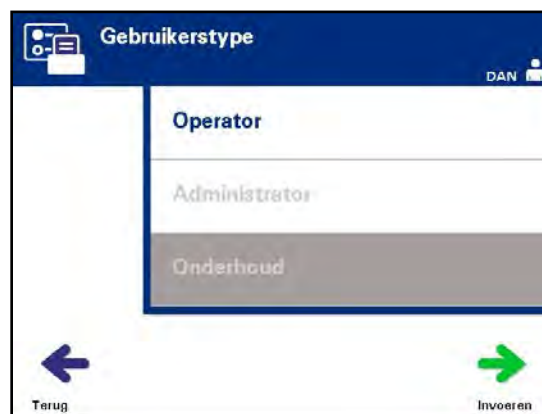 Gebruikerstype
DAN
Operator
Administrator
Onderhoud
Terug
Invoeren